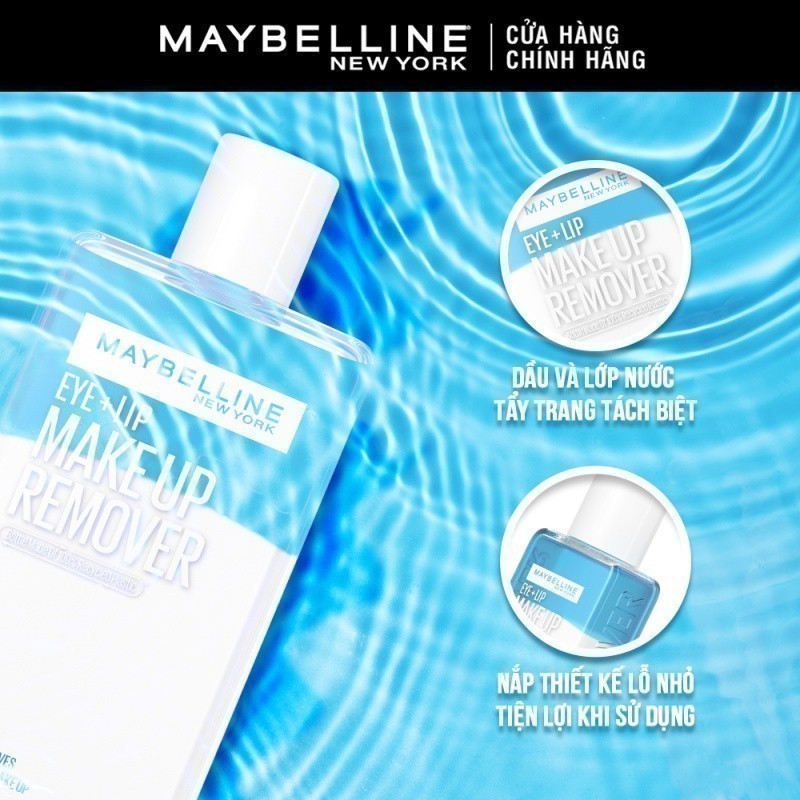 MAYBELLINE
NEW YORK
CỬA HÀNG
CHÍNH HÃNG
MAYBELLINE
NEW YORK
EYE + LIP
MAKE UP
REMOVER
MAYBELLINE
NEW YORK
EYE + LIP
MAKE UP
REMOVER
DẦU VÀ LỚP NƯỚC
TẨY TRANG TÁCH BIỆT
MAYBELLINE
NEW YORK
EYE + LIP
MAKE UP
NẮP THIẾT KẾ LỖ NHỎ
TIỆN LỢI KHI SỬ DỤNG